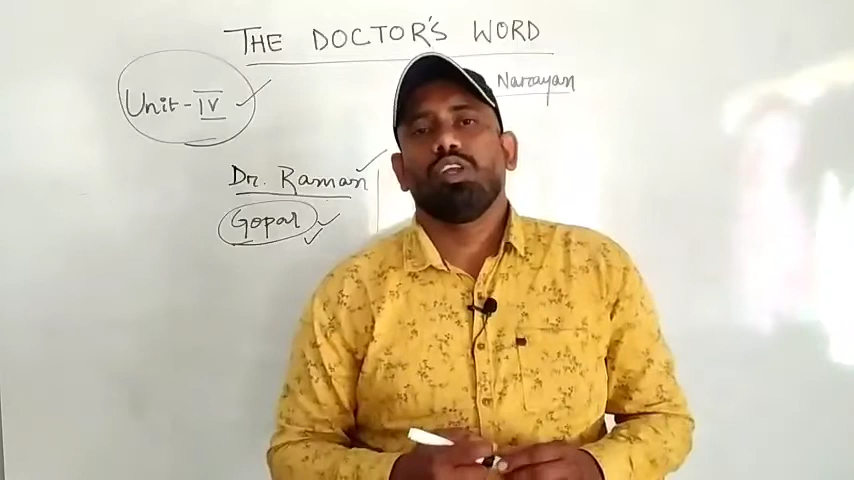 THE DOCTOR'S WORD
Narayan
Unit-IV
Dr. Raman
Gopal